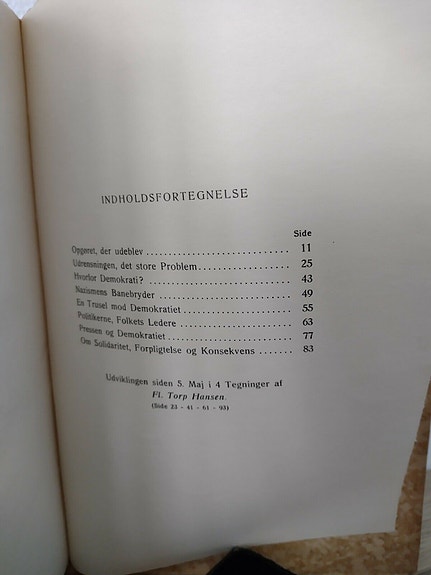 INDHOLDSFORTEGNELSE
Side
Opgøret, der udeblev . . . . . . . . . . . . . . . . . . . . . . . . . . 11
Udrensningen, det store Problem . . . . . . . . . . . . . . . . . 25
Hvorfor Demokrati? . . . . . . . . . . . . . . . . . . . . . . . . . . 43
Nazismens Banebryder . . . . . . . . . . . . . . . . . . . . . . . . 49
En Trusel mod Demokratiet . . . . . . . . . . . . . . . . . . . . 55
Politikerne, Folkets Ledere . . . . . . . . . . . . . . . . . . . . . 63
Pressen og Demokratiet . . . . . . . . . . . . . . . . . . . . . . . 77
Om Solidaritet, Forpligtelse og Konsekvens . . . . . . . 83
Udviklingen siden 5. Maj i 4 Tegninger af
Fl. Torp Hansen.
(Side 23 - 41 - 61 - 93)